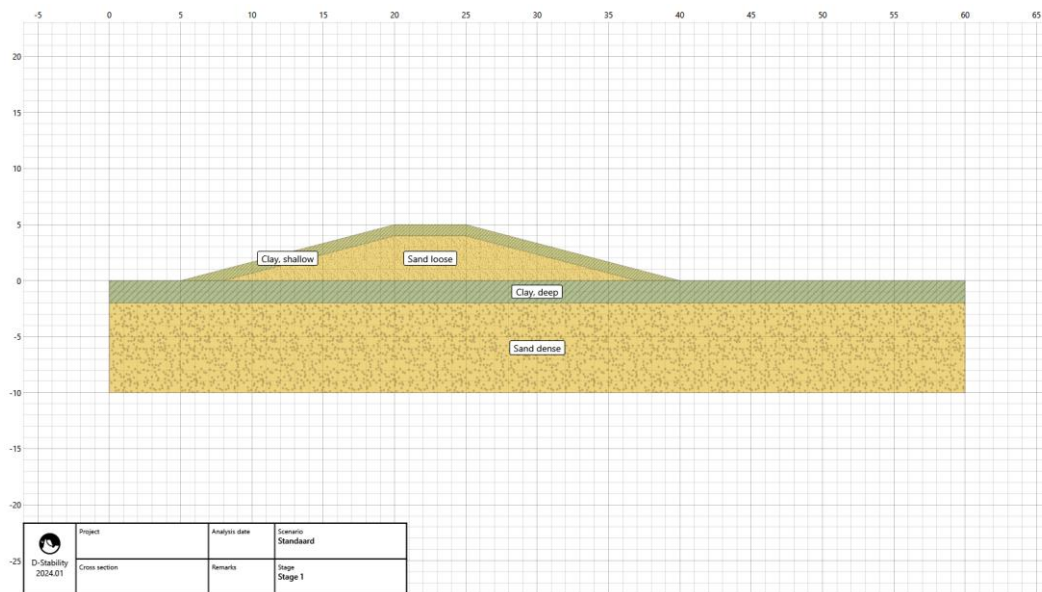 -5 0 5 10 15 20 25 30 35 40 45 50 55 60 65
20
15
10
5
0
-5
-10
-15
-20
-25
Clay, shallow
Sand loose
Clay, deep
Sand dense
D-Stability
2024.01
Project
Analysis date
Scenario
Standaard
Cross section
Remarks
Stage
Stage 1